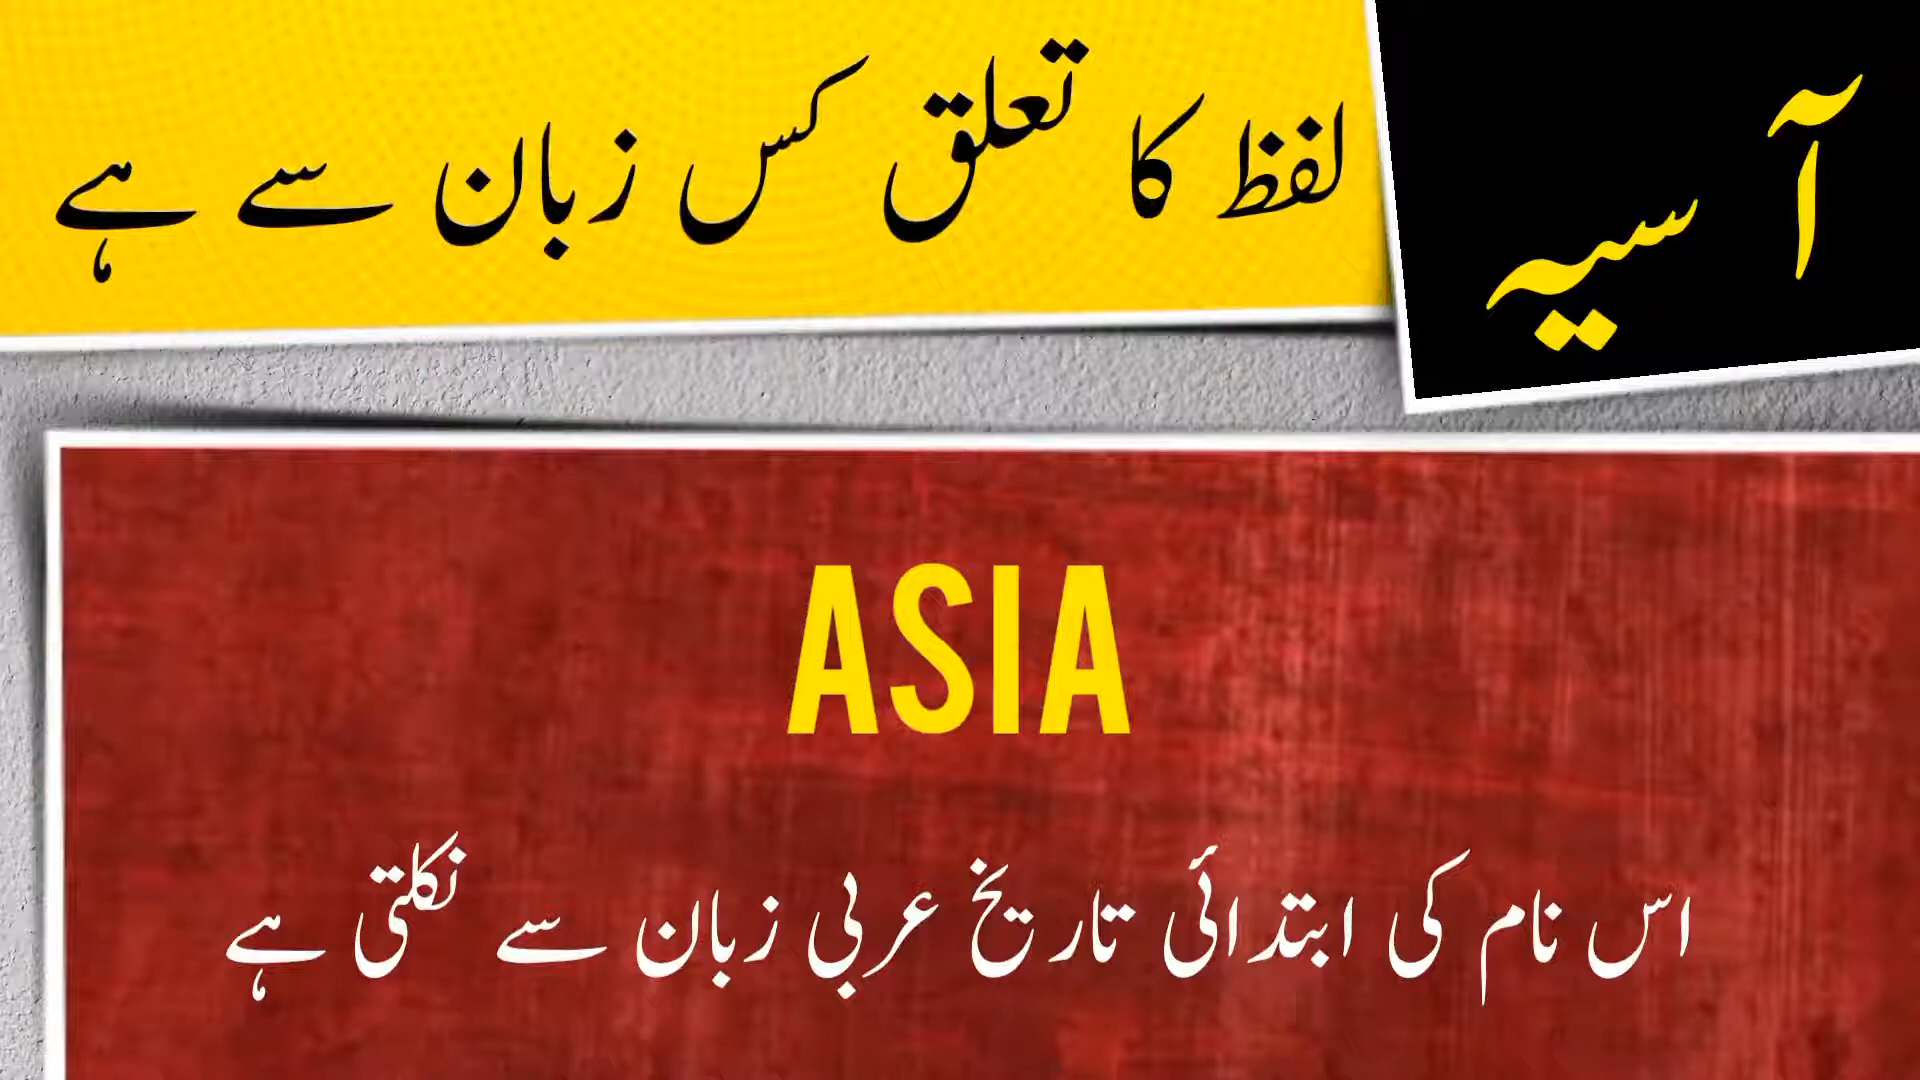 آسیہ
لفظ کا تعلق کس زبان سے ہے
ASIA
اس نام کی ابتدائی تاریخ عربی زبان سے نکلتی ہے